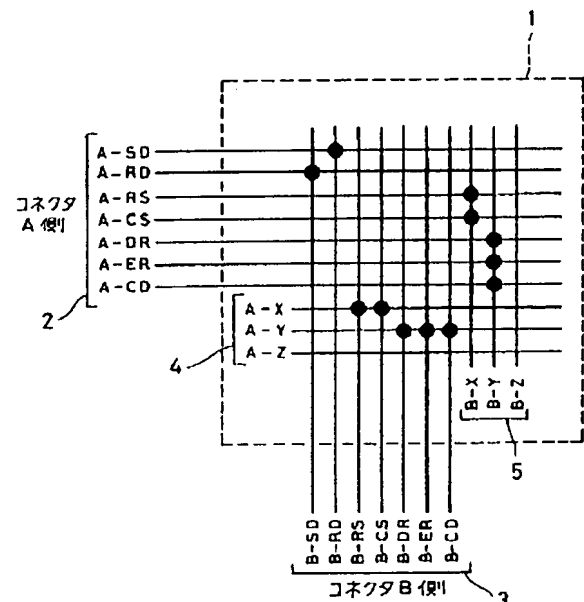 1
A-SD
A-RD
A-RS
A-CS
A-DR
A-ER
A-CD
コネクタ
A側
2
A-X
A-Y
A-Z
4
B-X
B-Y
B-Z
5
B-SD
B-RD
B-RS
B-CS
B-DR
B-ER
B-CD
コネクタB側
3